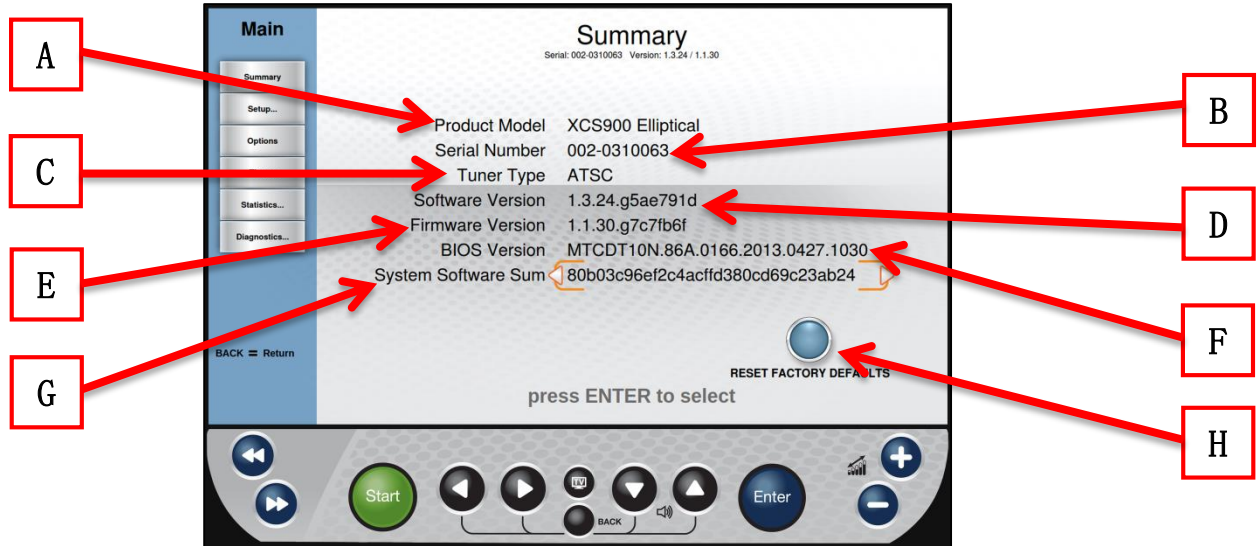 Main
Summary
Serial: 002-0310063 Version: 1.3.24 / 1.1.30
A
B
C
D
E
F
G
H
Summary
Setup...
Options
Statistics...
Diagnostics...
BACK = Return
Product Model XCS900 Elliptical
Serial Number 002-0310063
Tuner Type ATSC
Software Version 1.3.24.g5ae791d
Firmware Version 1.1.30.g7c7fb6f
BIOS Version MTCDT10N.86A.0166.2013.0427.1030
System Software Sum 80b03c96ef2c4acffd380cd69c23ab24
RESET FACTORY DEFAULTS
press ENTER to select
Start
TV
BACK
Enter